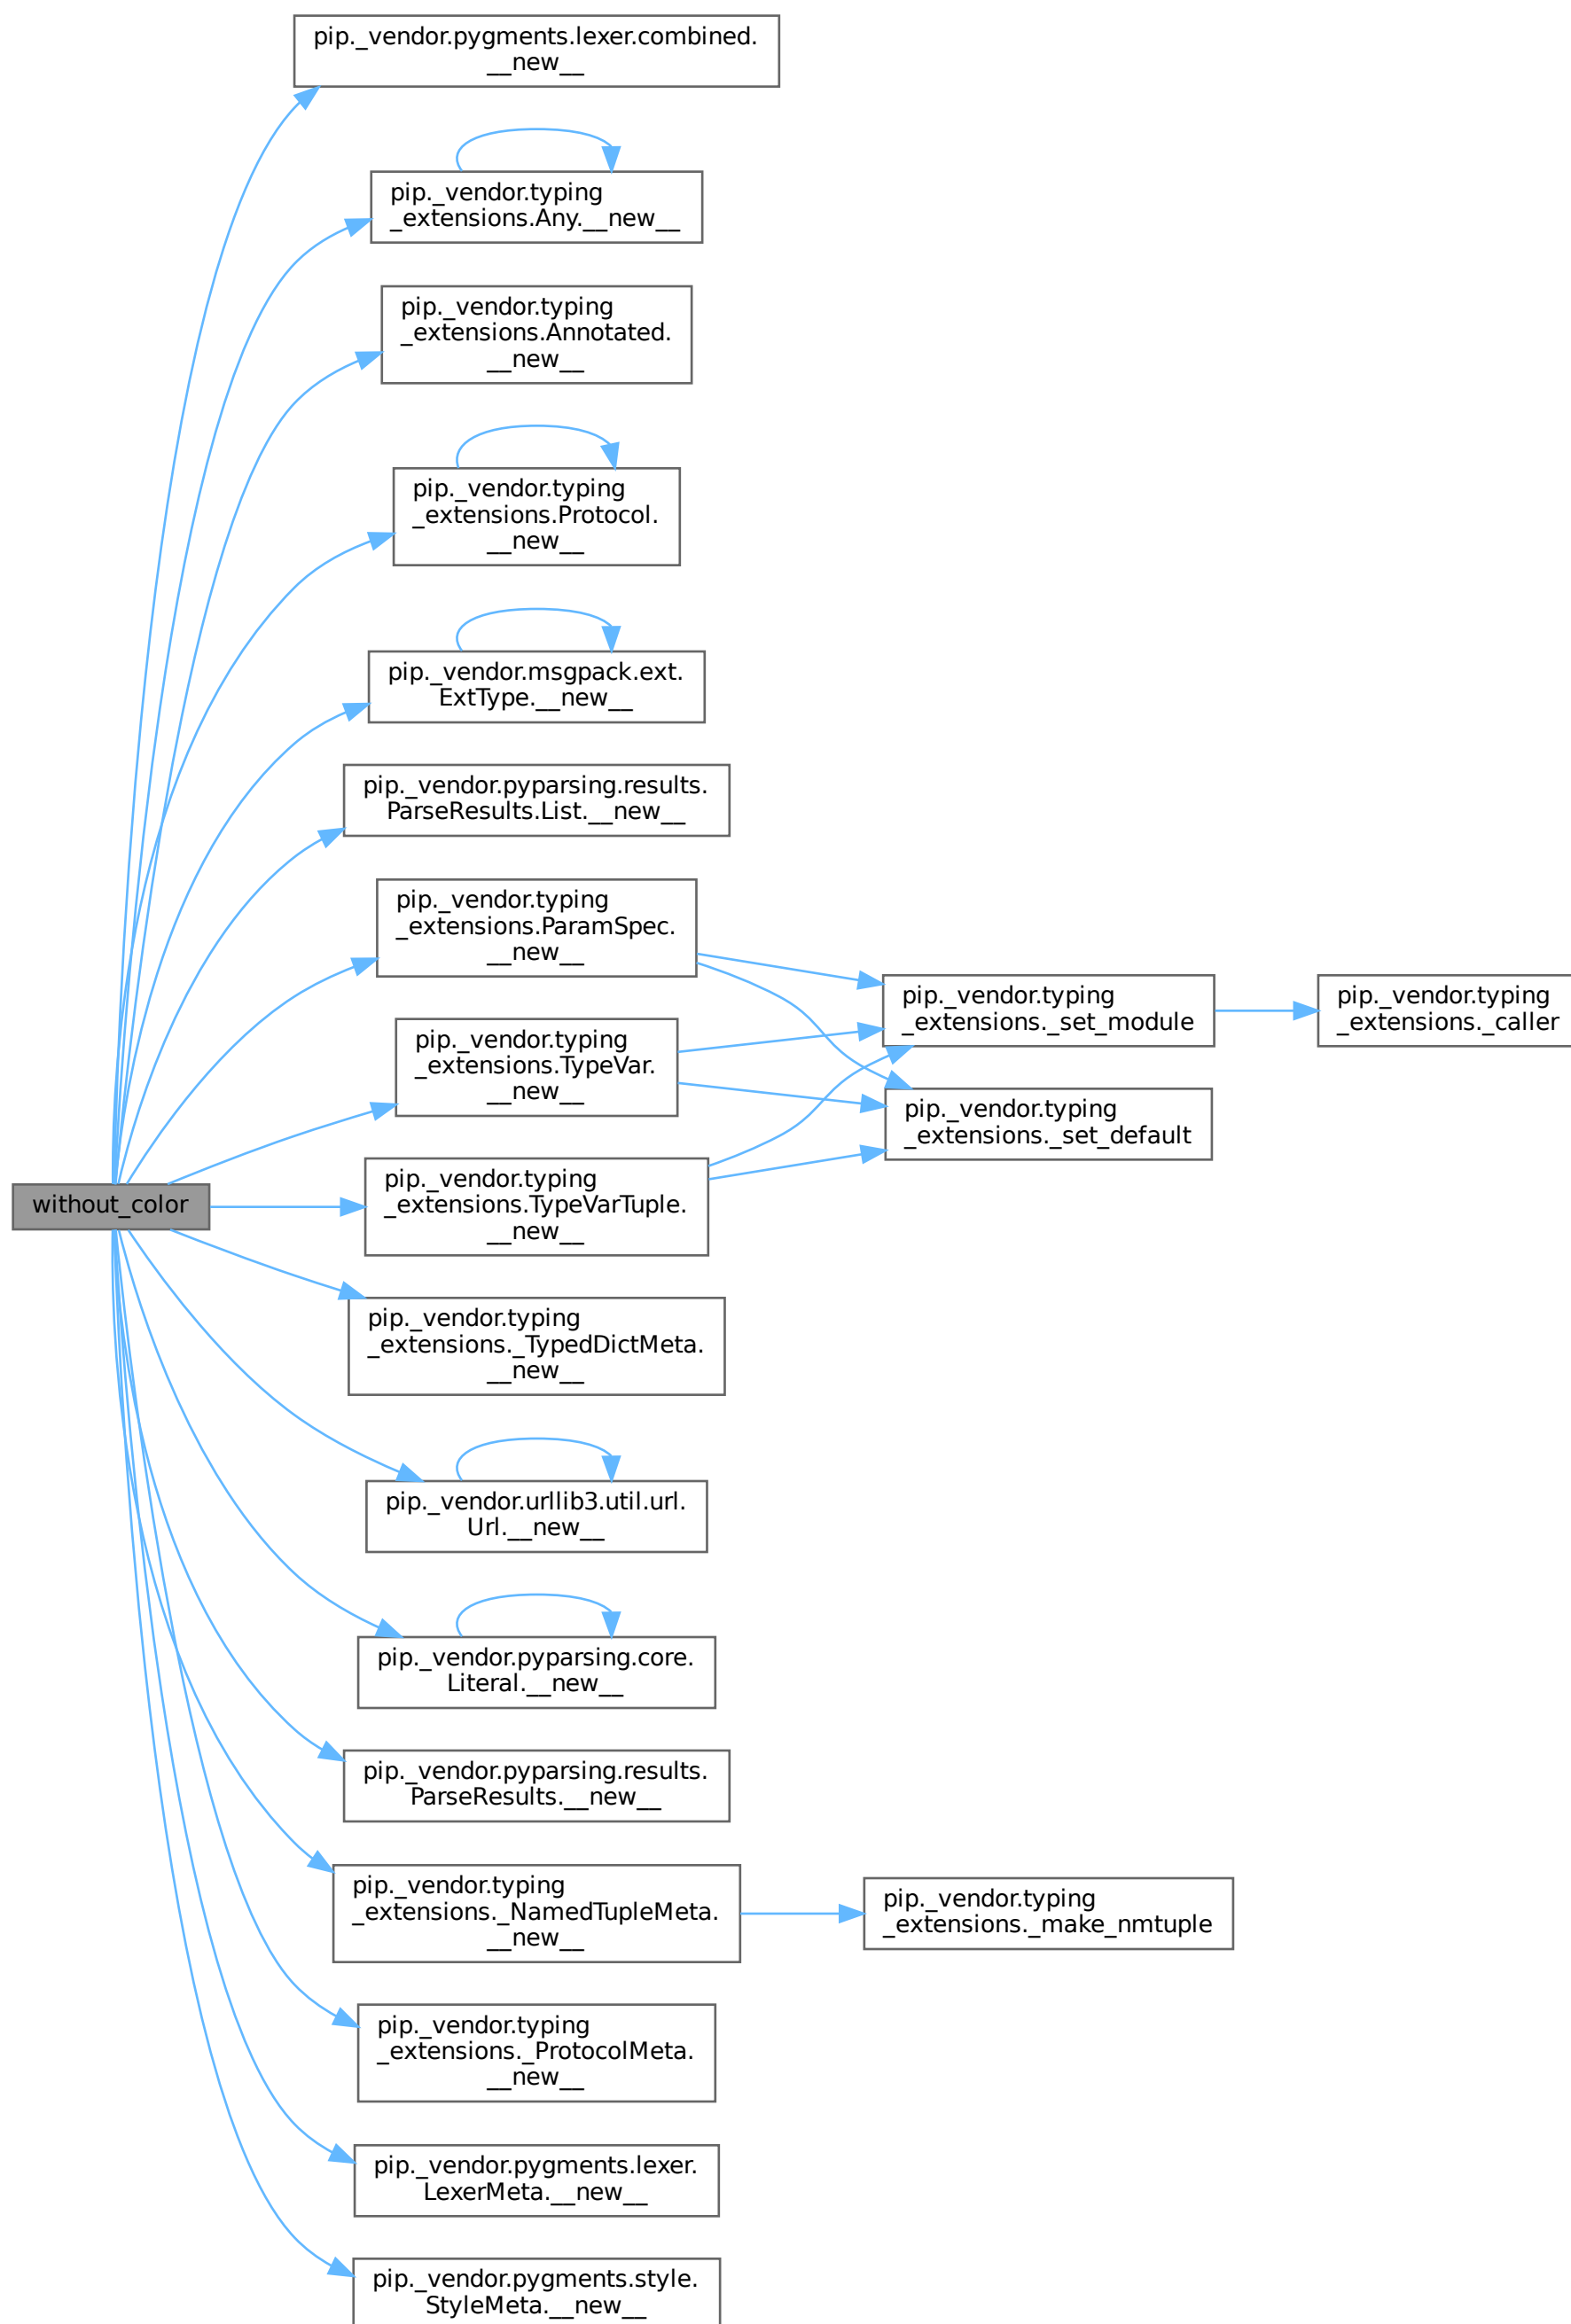 pip._vendor.pygments.lexer.combined.
__new__
pip._vendor.typing
_extensions.Any.__new__
pip._vendor.typing
_extensions.Annotated.
__new__
pip._vendor.typing
_extensions.Protocol.
__new__
pip._vendor.msgpack.ext.
ExtType.__new__
pip._vendor.pyparsing.results.
ParseResults.List.__new__
pip._vendor.typing
_extensions.ParamSpec.
__new__
pip._vendor.typing
_extensions._set_module
pip._vendor.typing
_extensions._caller
pip._vendor.typing
_extensions.TypeVar.
__new__
pip._vendor.typing
_extensions._set_default
without_color
pip._vendor.typing
_extensions.TypeVarTuple.
__new__
pip._vendor.typing
_extensions._TypedDictMeta.
__new__
pip._vendor.urllib3.util.url.
Url.__new__
pip._vendor.pyparsing.core.
Literal.__new__
pip._vendor.pyparsing.results.
ParseResults.__new__
pip._vendor.typing
_extensions._NamedTupleMeta.
__new__
pip._vendor.typing
_extensions._make_nmtuple
pip._vendor.typing
_extensions._ProtocolMeta.
__new__
pip._vendor.pygments.lexer.
LexerMeta.__new__
pip._vendor.pygments.style.
StyleMeta.__new__